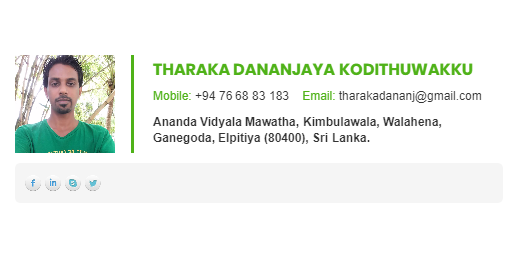 THARAKA DANANJAYA KODITHUWAKKU
Mobile: +94 76 68 83 183 Email: tharakadananj@gmail.com
Ananda Vidyala Mawatha, Kimbulawala, Walahena,
Ganegoda, Elpitiya (80400), Sri Lanka.